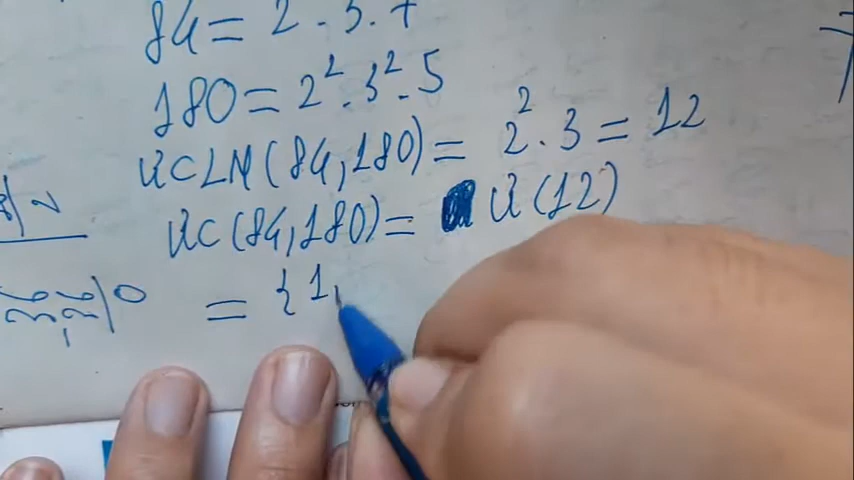 84 = 2 . 3 . 7
180 = 2² . 3² . 5
ƯCLN(84,180) = 2² . 3 = 12
ƯC(84,180) = Ư(12)
= {1,